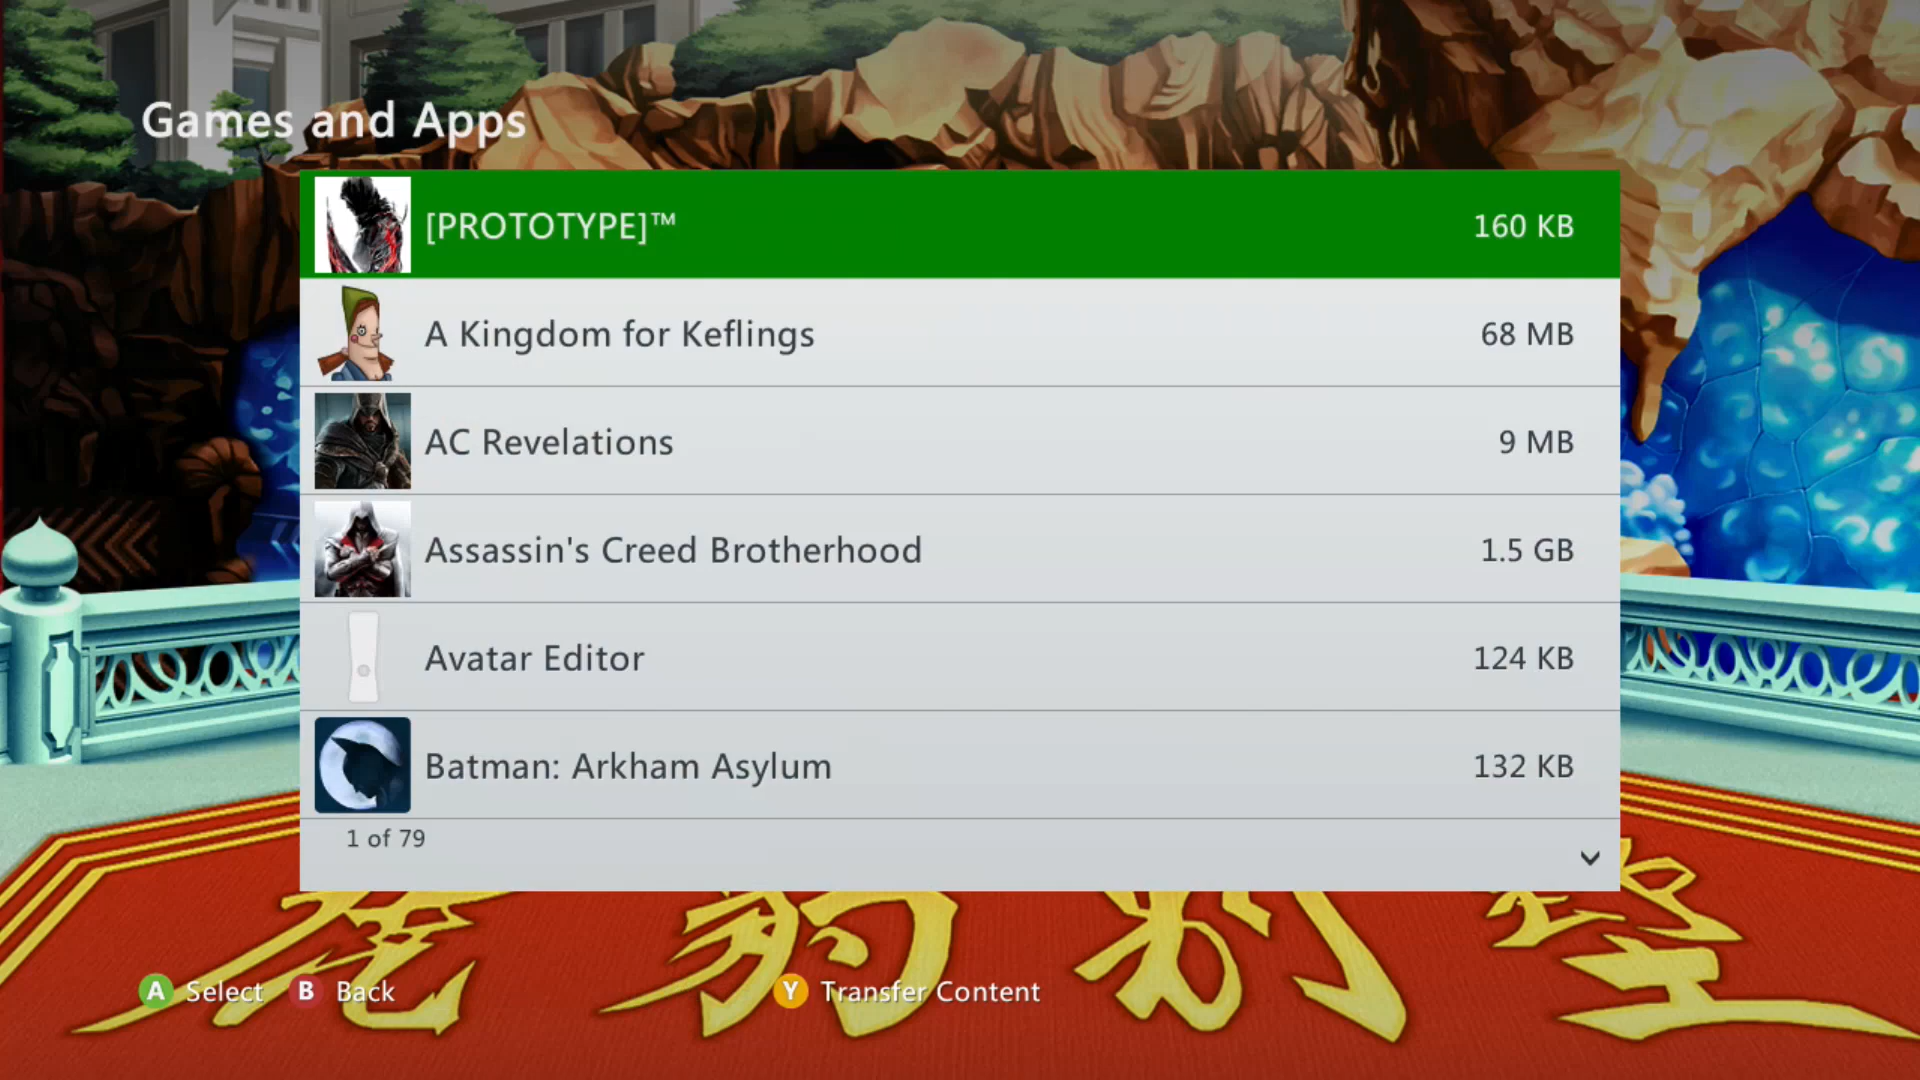 Games and Apps
[PROTOTYPE]™ 160 KB
A Kingdom for Keflings 68 MB
AC Revelations 9 MB
Assassin's Creed Brotherhood 1.5 GB
Avatar Editor 124 KB
Batman: Arkham Asylum 132 KB
1 of 79
A Select B Back Y Transfer Content